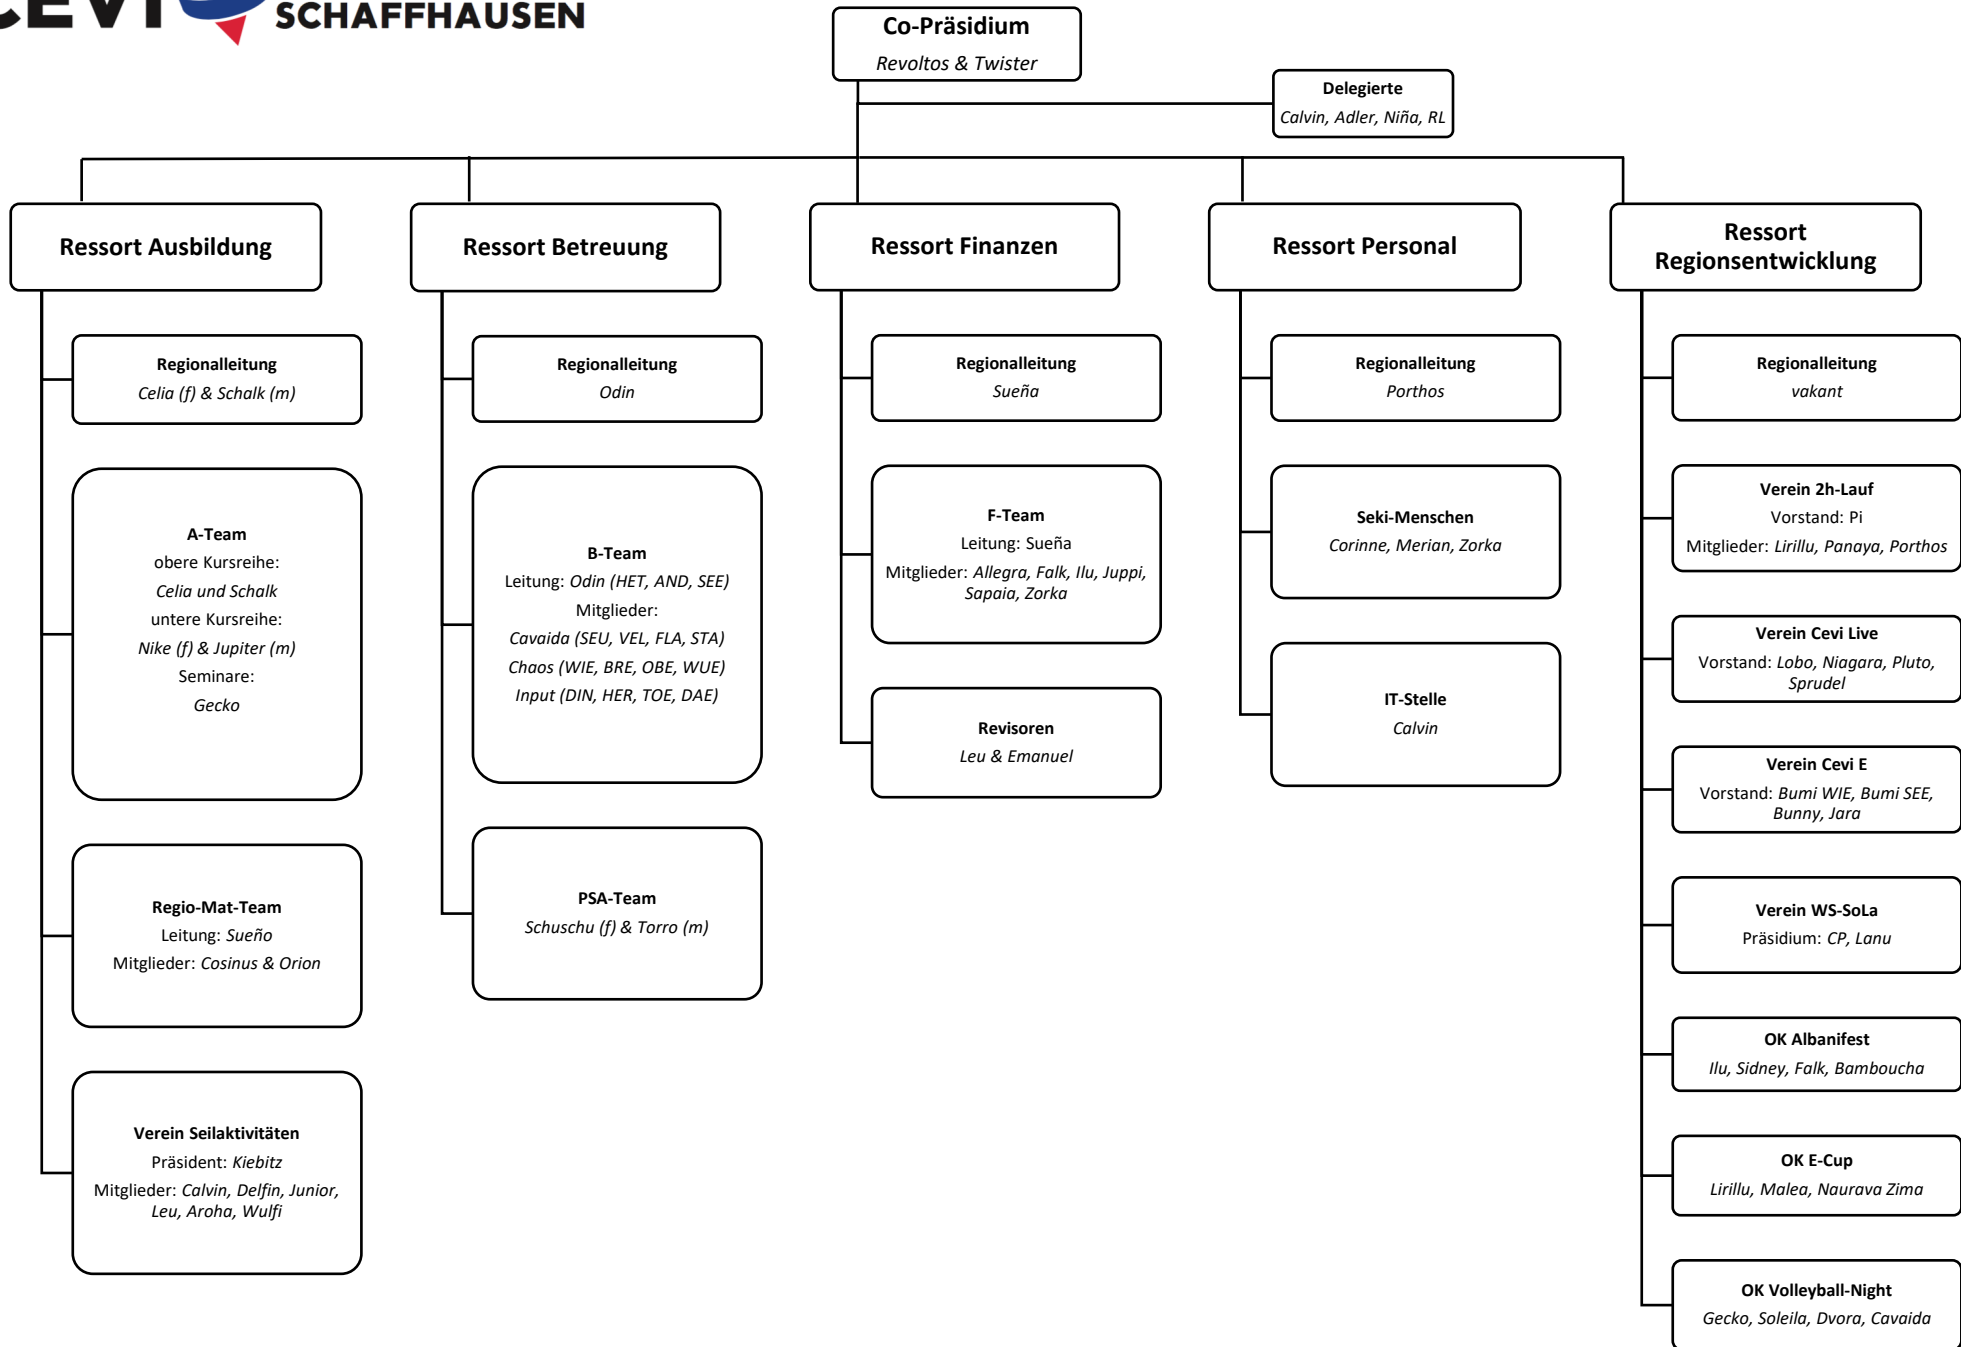 CEVI
SCHAFFHAUSEN
Co-Präsidium
Revoltos & Twister
Delegierte
Calvin, Adler, Niña, RL
Ressort Ausbildung
Regionalleitung
Celia (f) & Schalk (m)
A-Team
obere Kursreihe:
Celia und Schalk
untere Kursreihe:
Nike (f) & Jupiter (m)
Seminare:
Gecko
Regio-Mat-Team
Leitung: Sueño
Mitglieder: Cosinus & Orion
Verein Seilaktivitäten
Präsident: Kiebitz
Mitglieder: Calvin, Delfin, Junior,
Leu, Aroha, Wulfi
Ressort Betreuung
Regionalleitung
Odin
B-Team
Leitung: Odin (HET, AND, SEE)
Mitglieder:
Cavaida (SEU, VEL, FLA, STA)
Chaos (WIE, BRE, OBE, WUE)
Input (DIN, HER, TOE, DAE)
PSA-Team
Schuschu (f) & Torro (m)
Ressort Finanzen
Regionalleitung
Sueña
F-Team
Leitung: Sueña
Mitglieder: Allegra, Falk, Ilu, Juppi,
Sapaia, Zorka
Revisoren
Leu & Emanuel
Ressort Personal
Regionalleitung
Porthos
Seki-Menschen
Corinne, Merian, Zorka
IT-Stelle
Calvin
Ressort
Regionsentwicklung
Regionalleitung
vakant
Verein 2h-Lauf
Vorstand: Pi
Mitglieder: Lirillu, Panaya, Porthos
Verein Cevi Live
Vorstand: Lobo, Niagara, Pluto,
Sprudel
Verein Cevi E
Vorstand: Bumi WIE, Bumi SEE,
Bunny, Jara
Verein WS-SoLa
Präsidium: CP, Lanu
OK Albanifest
Ilu, Sidney, Falk, Bamboucha
OK E-Cup
Lirillu, Malea, Naurava Zima
OK Volleyball-Night
Gecko, Soleila, Dvora, Cavaida